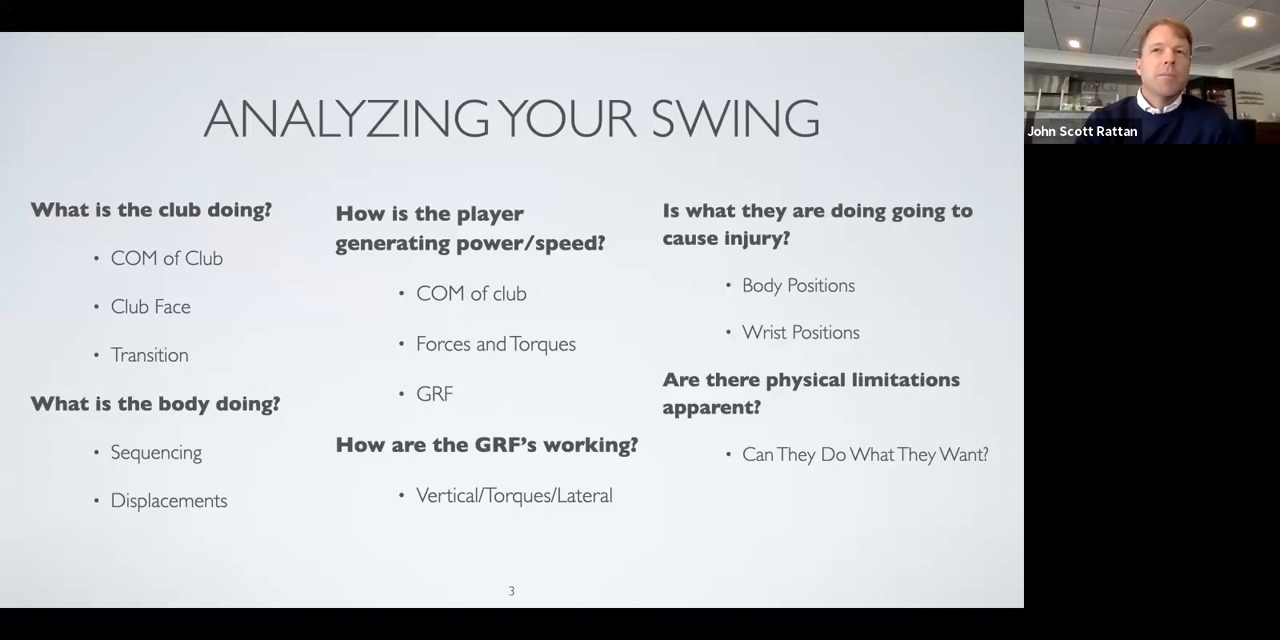 ANALYZING YOUR SWING
What is the club doing?
• COM of Club
• Club Face
• Transition
What is the body doing?
• Sequencing
• Displacements
How is the player
generating power/speed?
• COM of club
• Forces and Torques
• GRF
How are the GRF's working?
• Vertical/Torques/Lateral
Is what they are doing going to
cause injury?
• Body Positions
• Wrist Positions
Are there physical limitations
apparent?
• Can They Do What They Want?
3
John Scott Rattan